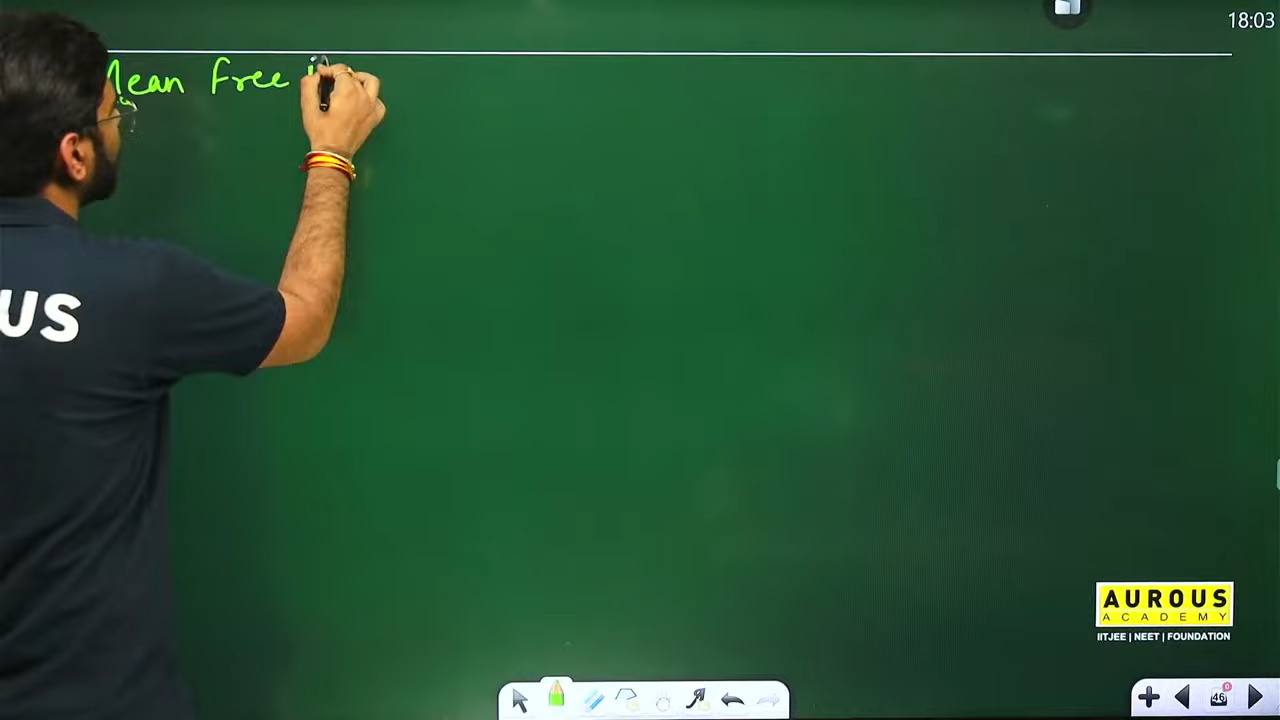 18:03
Mean free
US
AUROUS
ACADEMY
IITJEE | NEET | FOUNDATION
46